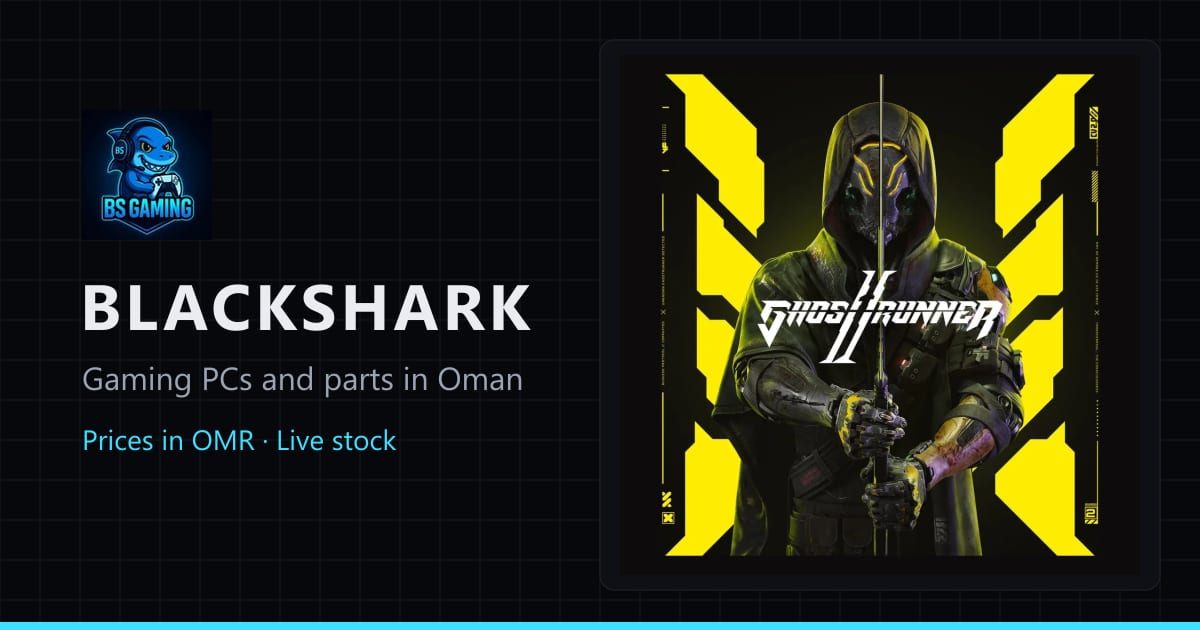 BS
BS GAMING
BLACKSHARK
Gaming PCs and parts in Oman
Prices in OMR · Live stock
GHOSTRUNNER
II